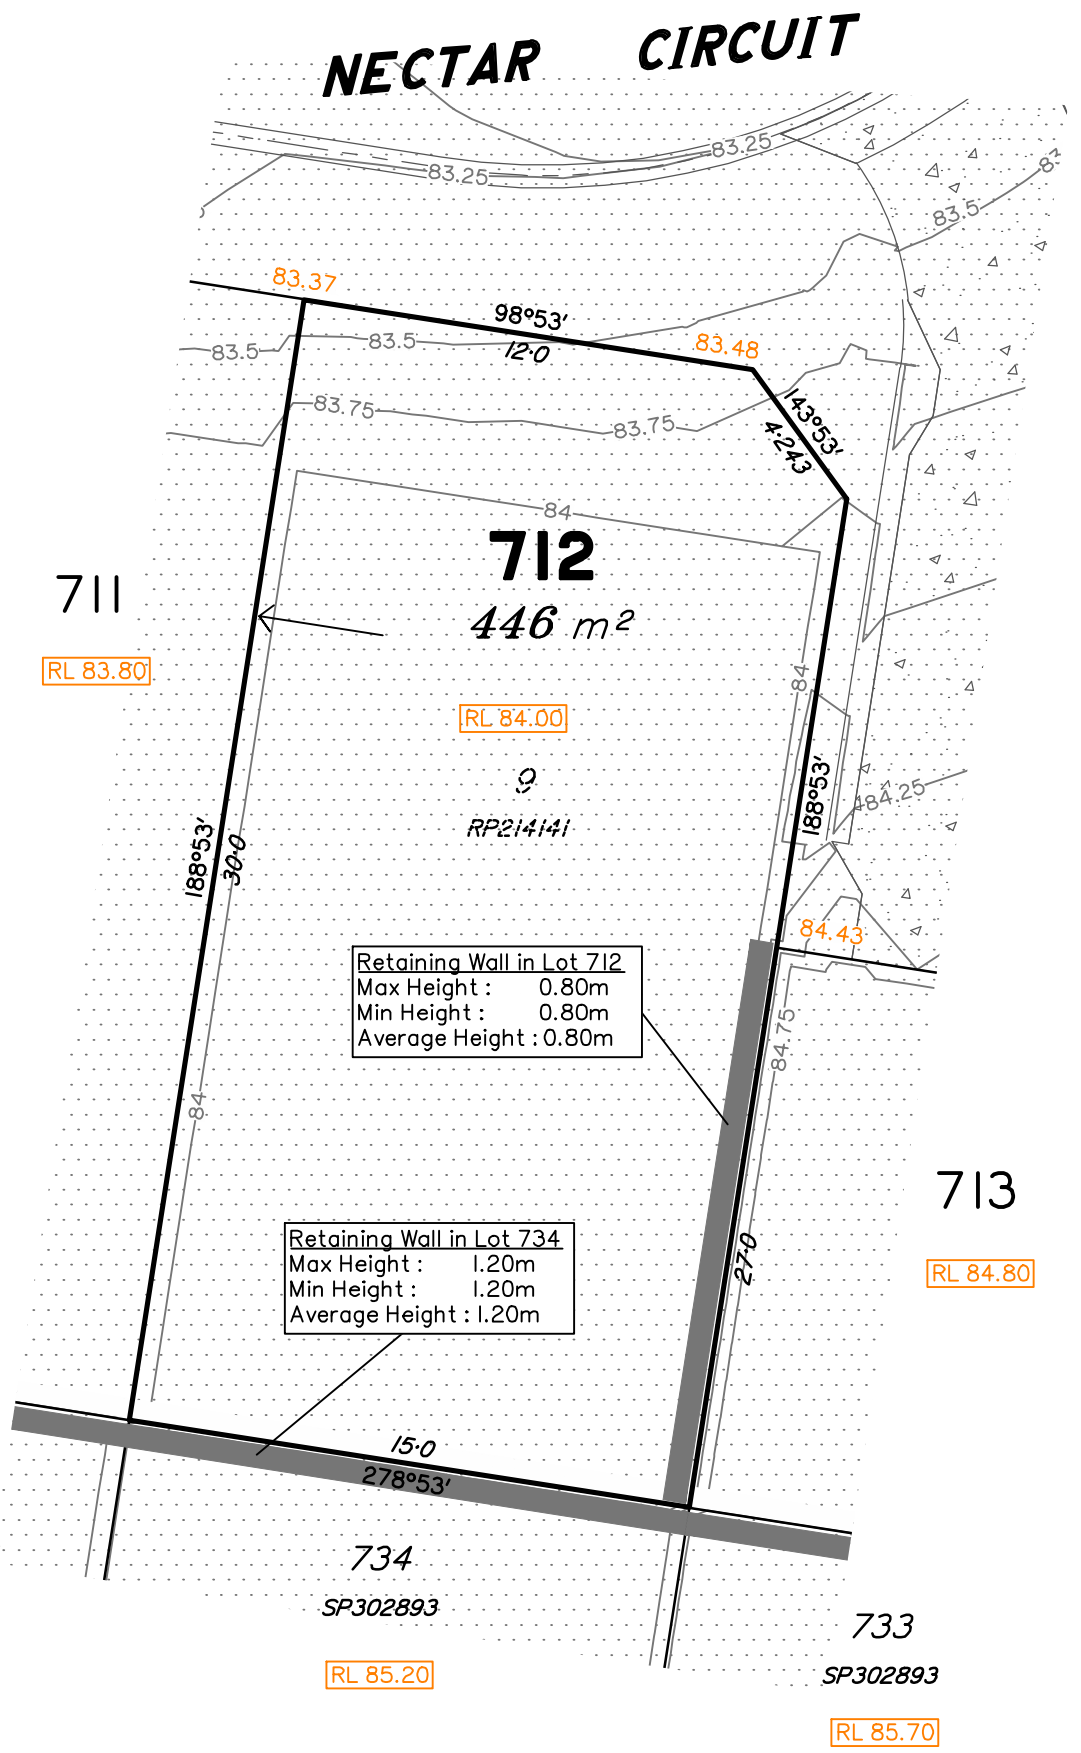 NECTAR CIRCUIT
83.25
83.25
83.5
83.37
98°53'
12·0
83.48
83.5
83.5
83.75
83.75
143°53'
4·243
84
712
446 m²
711
RL 83.80
RL 84.00
84
9
RP214141
188°53'
30·0
188°53'
84.25
84.43
Retaining Wall in Lot 712
Max Height : 0.80m
Min Height : 0.80m
Average Height : 0.80m
84.75
84
713
RL 84.80
27·0
Retaining Wall in Lot 734
Max Height : 1.20m
Min Height : 1.20m
Average Height : 1.20m
15·0
278°53'
734
SP302893
RL 85.20
733
SP302893
RL 85.70